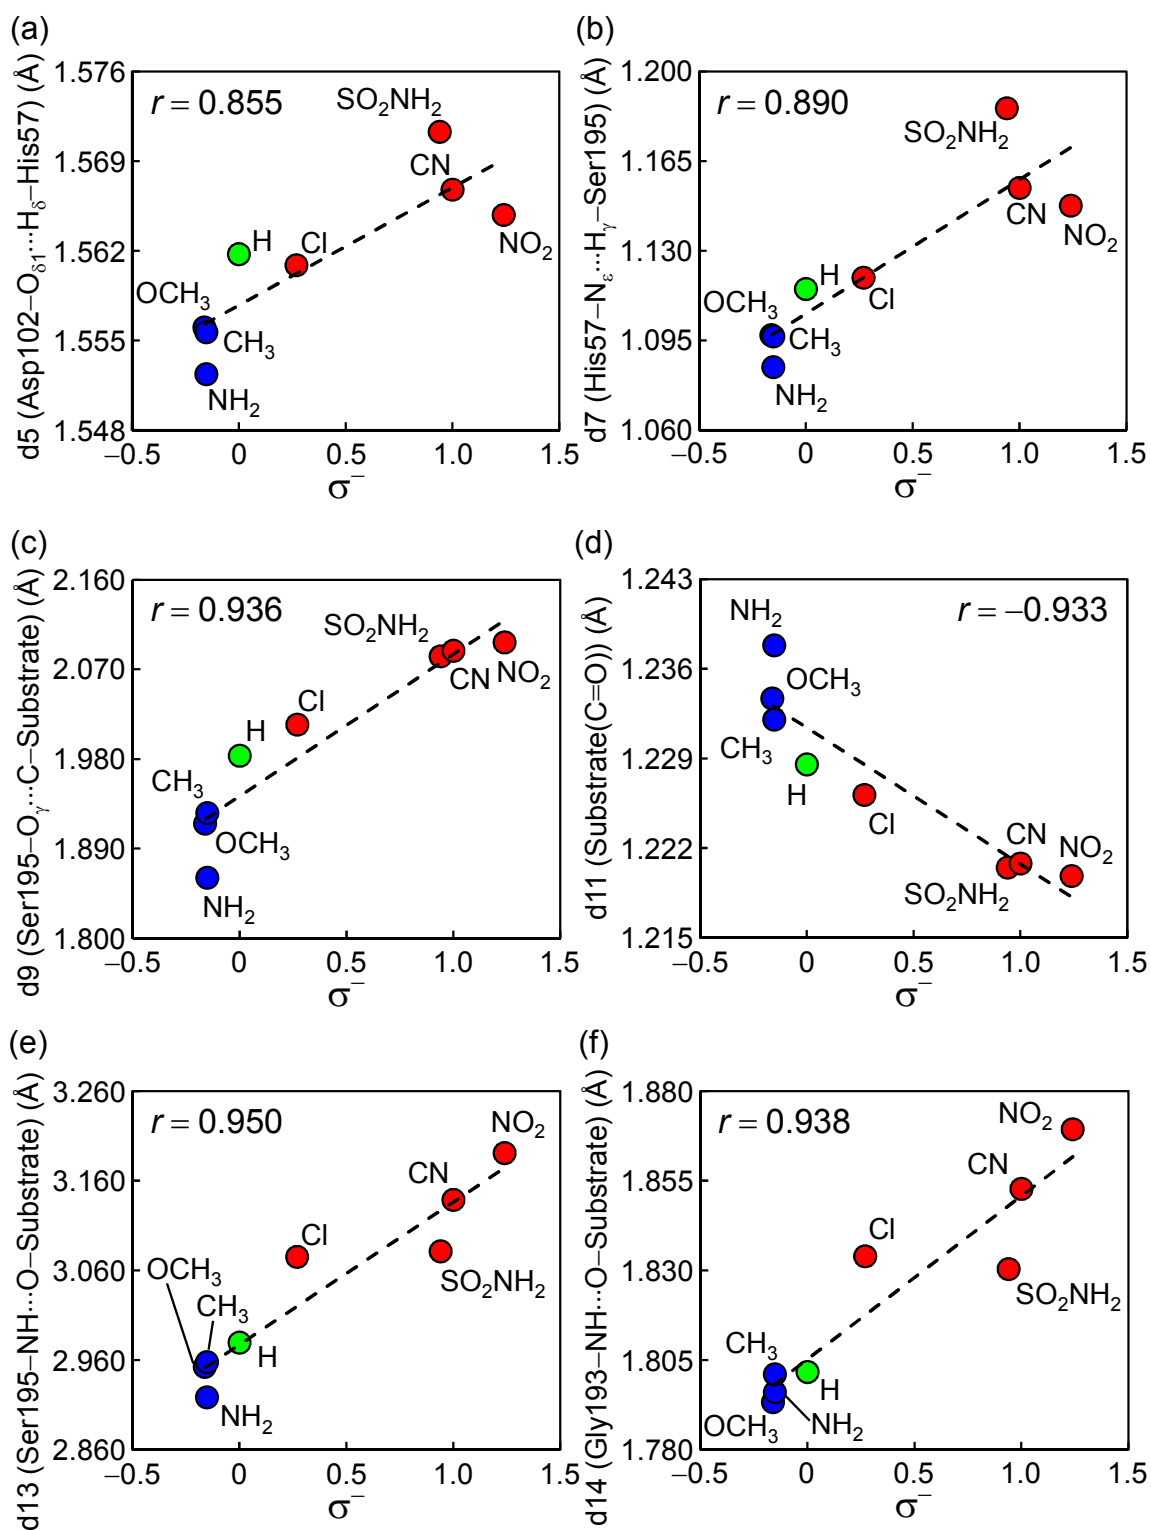 (a)
d5 (Asp102–Oδ1···Hδ–His57) (Å)
1.576
1.569
1.562
1.555
1.548
r = 0.855
SO2NH2
CN
NO2
H
Cl
OCH3
CH3
NH2
–0.5 0 0.5 1.0 1.5
σ–
(b)
d7 (His57–Nε···Hγ–Ser195) (Å)
1.200
1.165
1.130
1.095
1.060
r = 0.890
SO2NH2
CN
NO2
H
Cl
OCH3
CH3
NH2
–0.5 0 0.5 1.0 1.5
σ–
(c)
d9 (Ser195–Oγ···C–Substrate) (Å)
2.160
2.070
1.980
1.890
1.800
r = 0.936
SO2NH2
CN NO2
Cl
H
CH3
OCH3
NH2
–0.5 0 0.5 1.0 1.5
σ–
(d)
d11 (Substrate(C=O)) (Å)
1.243
1.236
1.229
1.222
1.215
r = –0.933
NH2
OCH3
CH3
H
Cl
CN
NO2
SO2NH2
–0.5 0 0.5 1.0 1.5
σ–
(e)
d13 (Ser195–NH···O–Substrate) (Å)
3.260
3.160
3.060
2.960
2.860
r = 0.950
NO2
CN
Cl
SO2NH2
OCH3
CH3
H
NH2
–0.5 0 0.5 1.0 1.5
σ–
(f)
d14 (Gly193–NH···O–Substrate) (Å)
1.880
1.855
1.830
1.805
1.780
r = 0.938
NO2
CN
Cl
SO2NH2
CH3
H
OCH3
NH2
–0.5 0 0.5 1.0 1.5
σ–